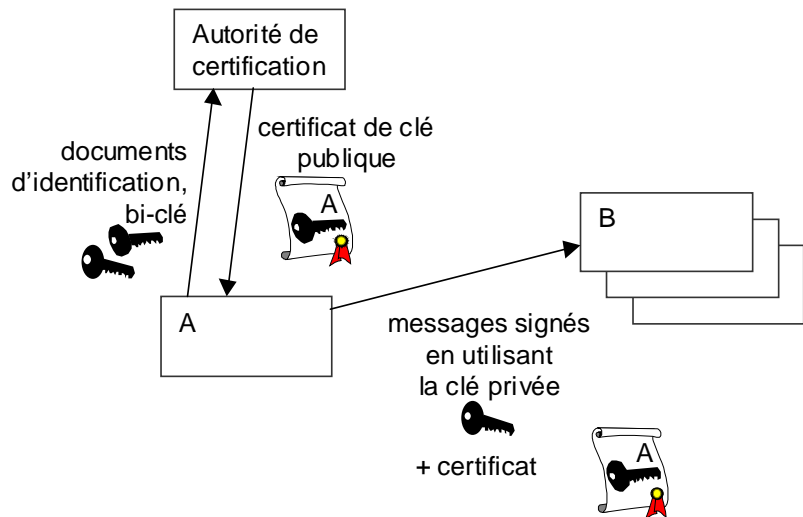 Autorité de
certification
certificat de clé
publique
documents
d'identification,
bi-clé
A
B
A
messages signés
en utilisant
la clé privée
+ certificat
A